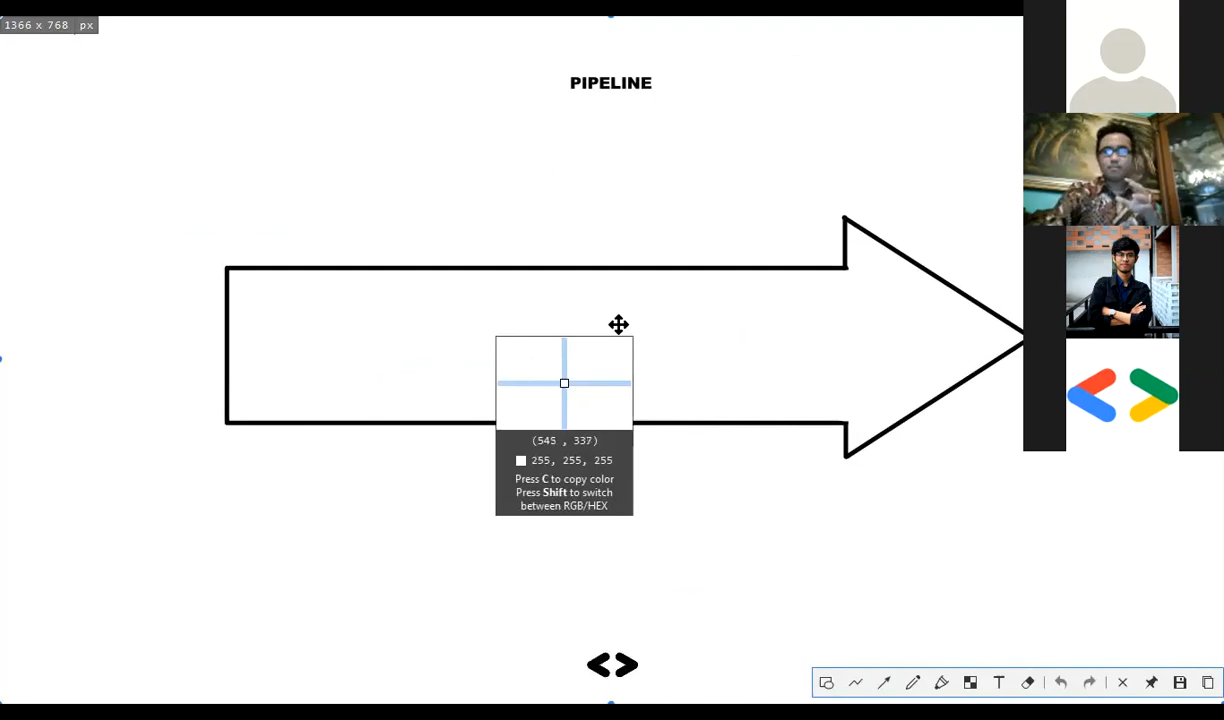 1366 x 768 px
PIPELINE
(545 , 337)
255, 255, 255
Press C to copy color
Press Shift to switch
between RGB/HEX